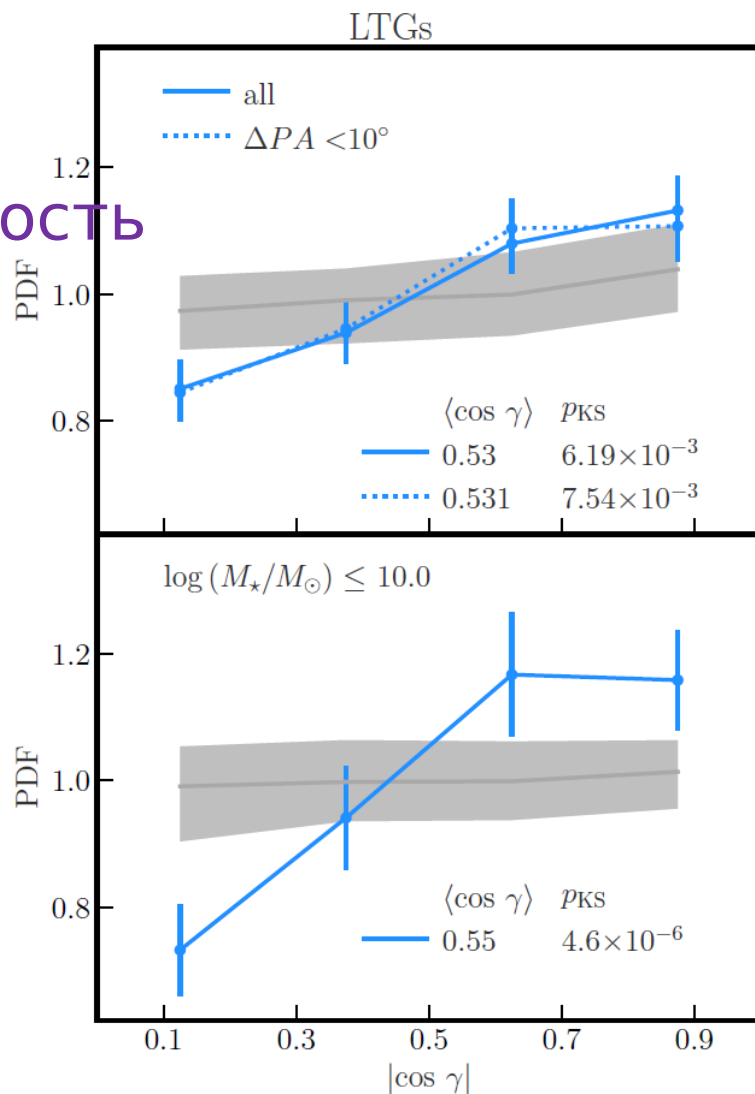 LTGs
all
ΔPA <10°
1.2
ость
1.0
PDF
0.8
⟨cos γ⟩ p_KS
0.53 6.19×10⁻³
0.531 7.54×10⁻³
log (M⋆/M⊙) ≤ 10.0
1.2
1.0
PDF
0.8
⟨cos γ⟩ p_KS
0.55 4.6×10⁻⁶
0.1 0.3 0.5 0.7 0.9
|cos γ|